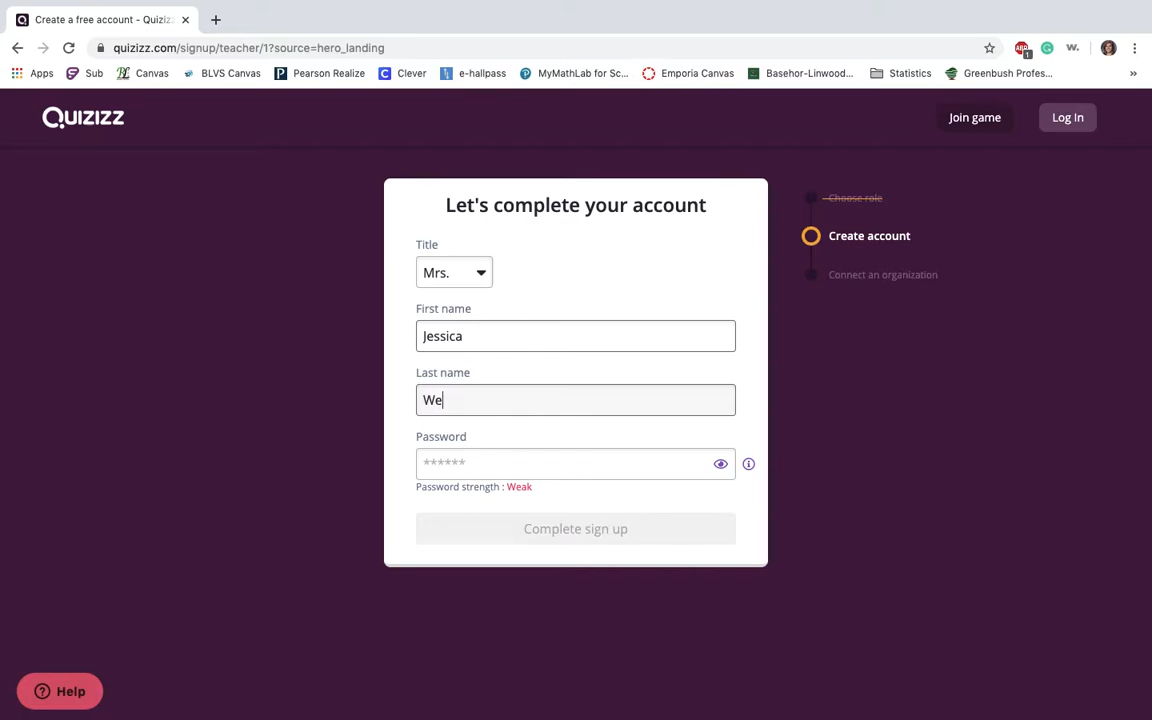 Create a free account - Quiziz
quizizz.com/signup/teacher/1?source=hero_landing
ABP
1
W.
Apps
Sub
Canvas
BLVS Canvas
Pearson Realize
Clever
e-hallpass
MyMathLab for Sc...
Emporia Canvas
Basehor-Linwood...
Statistics
Greenbush Profes...
»
QUIZIZZ
Join game
Log In
Let's complete your account
Choose role
Create account
Connect an organization
Title
Mrs.
First name
Jessica
Last name
We
Password
******
Password strength : Weak
Complete sign up
? Help